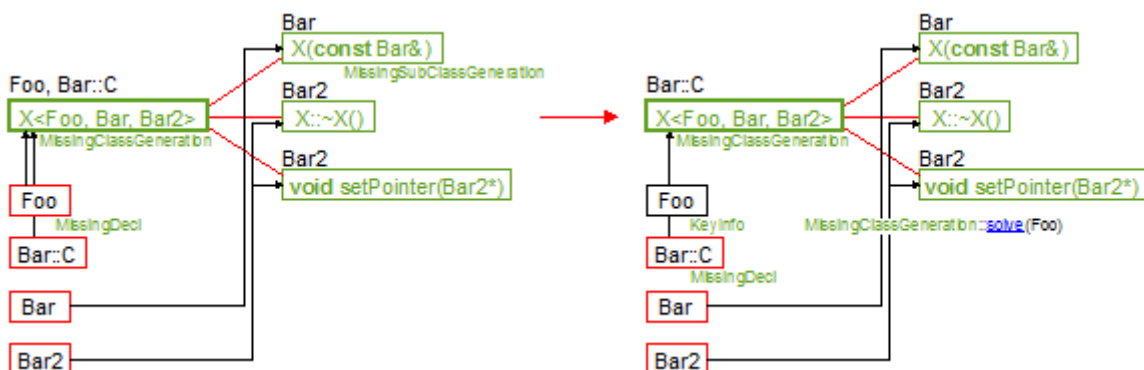 Bar
X(const Bar&)
MissingSubClassGeneration
Foo, Bar::C
X<Foo, Bar, Bar2>
MissingClassGeneration
Bar2
X::~X()
Bar2
void setPointer(Bar2*)
Foo
MissingDecl
Bar::C
Bar
Bar2
Bar
X(const Bar&)
Bar::C
X<Foo, Bar, Bar2>
MissingClassGeneration
Bar2
X::~X()
Bar2
void setPointer(Bar2*)
Foo
KeyInfo
MissingClassGeneration::solve(Foo)
Bar::C
MissingDecl
Bar
Bar2